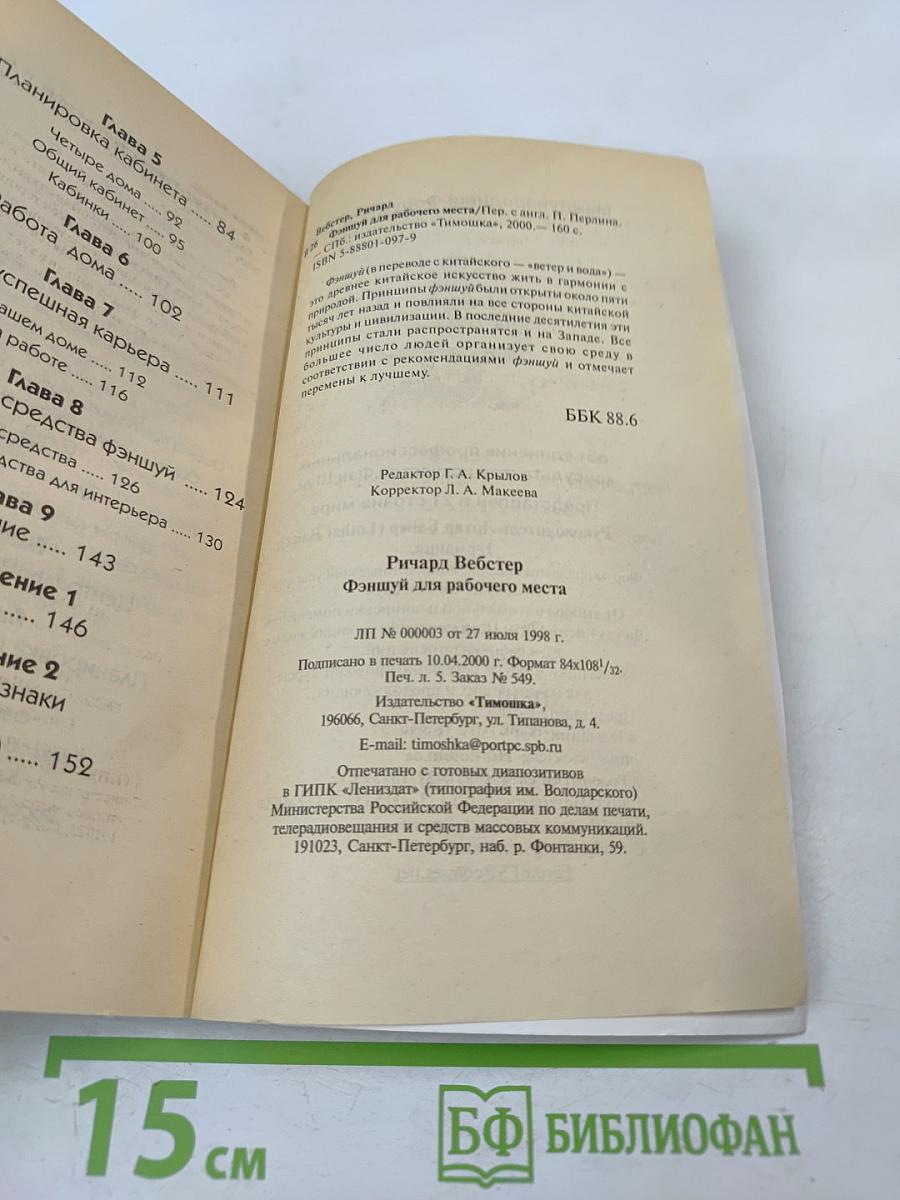 Глава 5
Планировка кабинета ..... 84
Четыре дома ..... 92
Общий кабинет ..... 95
Кабинки ..... 100
Глава 6
Работа дома ..... 102
Глава 7
успешная карьера ..... 111
доме ..... 112
работе ..... 116
Глава 8
средства фэншуй ..... 124
средства ..... 126
для интерьера ..... 130
9
..... 143
1
..... 146
2
знаки
..... 152
Вебстер, Ричард
В 26 Фэншуй для рабочего места/Пер. с англ. П. Перлина.
— СПб.: издательство «Тимошка», 2000.— 160 с.
ISBN 5-88801-097-9
Фэншуй (в переводе с китайского — «ветер и вода») —
это древнее китайское искусство жить в гармонии с
природой. Принципы фэншуй были открыты около пяти
тысяч лет назад и повлияли на все стороны китайской
культуры и цивилизации. В последние десятилетия эти
принципы стали распространятся и на Западе. Все
большее число людей организует свою среду в
соответствии с рекомендациями фэншуй и отмечает
перемены к лучшему.
ББК 88.6
Редактор Г. А. Крылов
Корректор Л. А. Макеева
Ричард Вебстер
Фэншуй для рабочего места
ЛП № 000003 от 27 июля 1998 г.
Подписано в печать 10.04.2000 г. Формат 84х108¹/₃₂.
Печ. л. 5. Заказ № 549.
Издательство «Тимошка»,
196066, Санкт-Петербург, ул. Типанова, д. 4.
E-mail: timoshka@portpc.spb.ru
Отпечатано с готовых диапозитивов
в ГИПК «Лениздат» (типография им. Володарского)
Министерства Российской Федерации по делам печати,
телерадиовещания и средств массовых коммуникаций.
191023, Санкт-Петербург, наб. р. Фонтанки, 59.
15 см
БФ БИБЛИОФАН